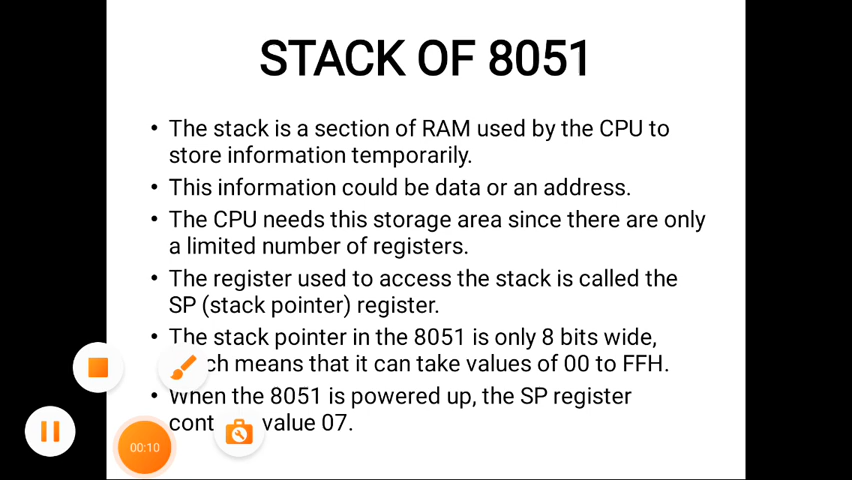 STACK OF 8051
• The stack is a section of RAM used by the CPU to
store information temporarily.
• This information could be data or an address.
• The CPU needs this storage area since there are only
a limited number of registers.
• The register used to access the stack is called the
SP (stack pointer) register.
• The stack pointer in the 8051 is only 8 bits wide,
ch means that it can take values of 00 to FFH.
• When the 8051 is powered up, the SP register
cont value 07.
00:10